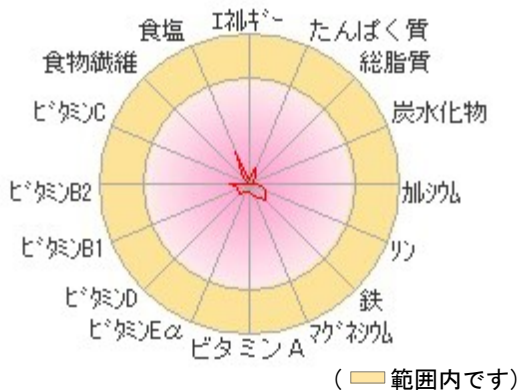 エネルギー
たんぱく質
総脂質
炭水化物
カルシウム
リン
鉄
マグネシウム
ビタミンA
ビタミンEα
ビタミンD
ビタミンB1
ビタミンB2
ビタミンC
食物繊維
食塩
(範囲内です)